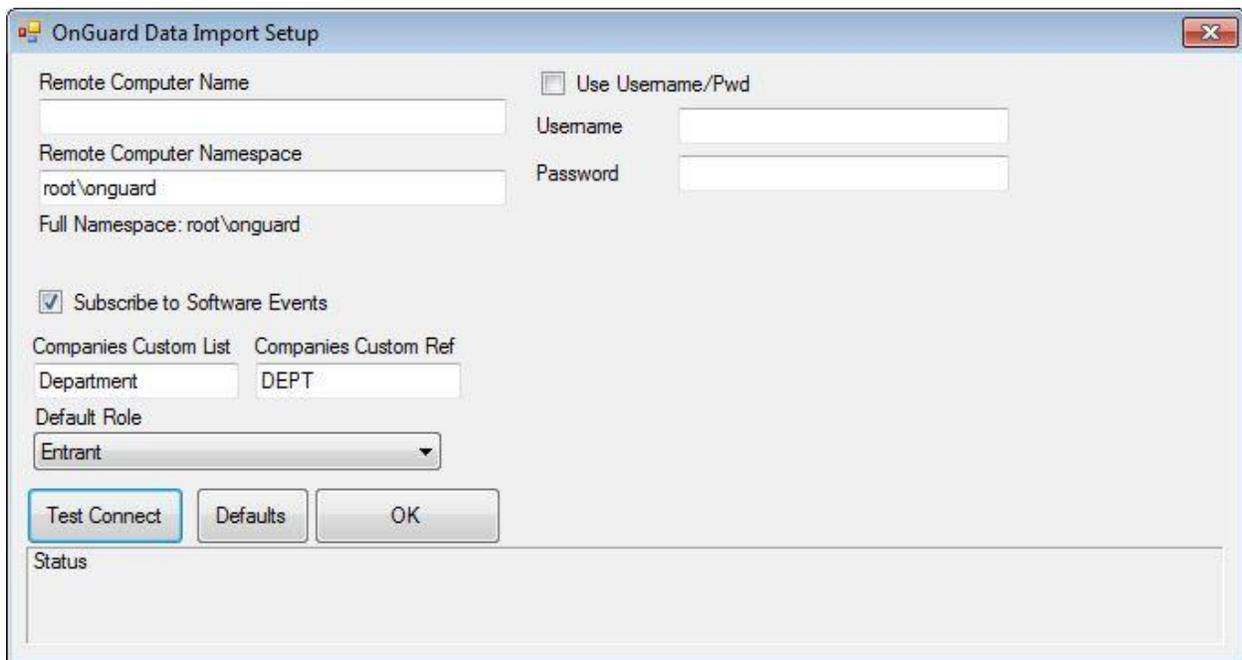 OnGuard Data Import Setup
Remote Computer Name
Use Username/Pwd
Username
Remote Computer Namespace
root\onguard
Password
Full Namespace: root\onguard
Subscribe to Software Events
Companies Custom List Companies Custom Ref
Department DEPT
Default Role
Entrant
Test Connect Defaults OK
Status